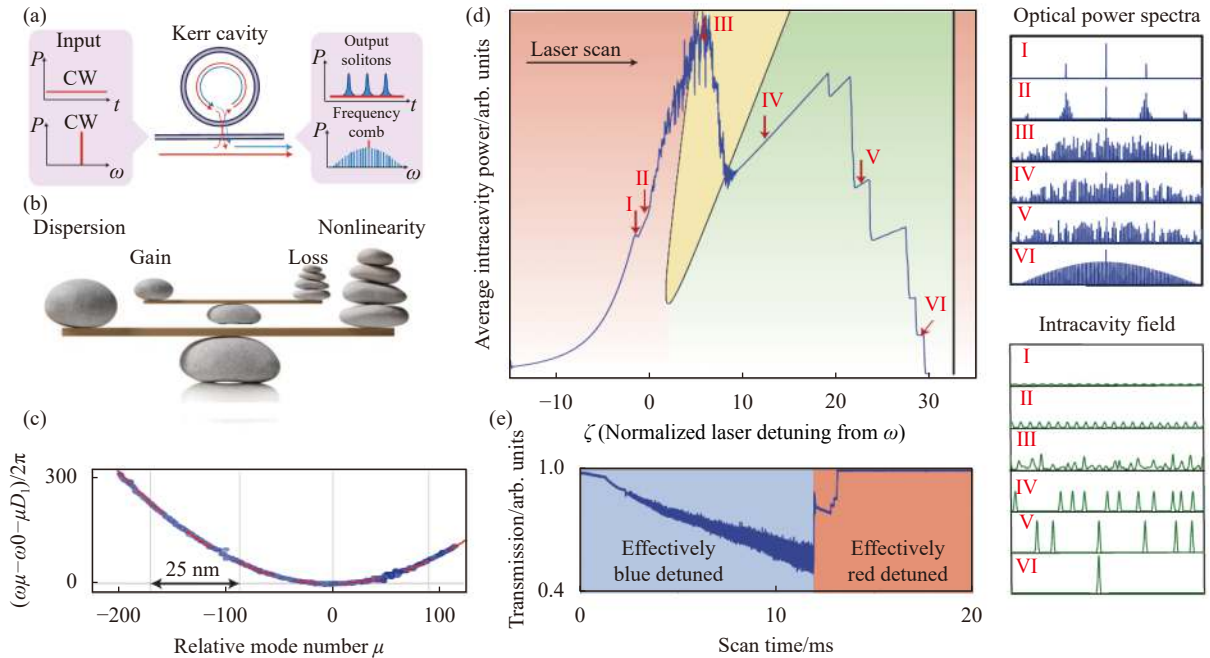 (a)
Input
Kerr cavity
Output
solitons
P
CW
t
P
t
P
CW
ω
Frequency
comb
P
ω
(b)
Dispersion
Nonlinearity
Gain
Loss
(c)
(ωμ−ω0−μD₁)/2π
300
0
25 nm
−200
−100
0
100
Relative mode number μ
(d)
Average intracavity power/arb. units
Laser scan
I
II
III
IV
V
VI
−10
0
10
20
30
ζ (Normalized laser detuning from ω)
(e)
Transmission/arb. units
1.0
0.4
Effectively
blue detuned
Effectively
red detuned
0
10
20
Scan time/ms
Optical power spectra
I
II
III
IV
V
VI
Intracavity field
I
II
III
IV
V
VI